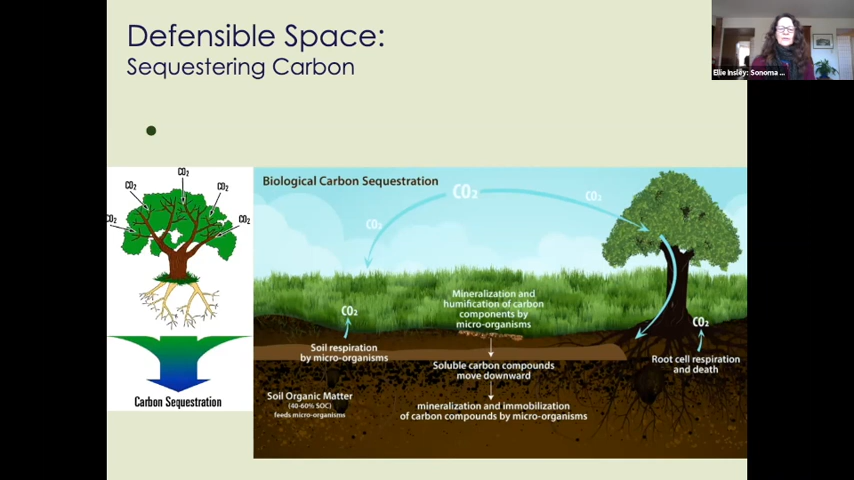 Defensible Space:
Sequestering Carbon
Ellie Insley: Sonoma ...
•
CO2
CO2
CO2
CO2
CO2
Carbon Sequestration
Biological Carbon Sequestration
CO2
CO2
CO2
CO2
Soil respiration
by micro-organisms
Mineralization and
humification of carbon
components by
micro-organisms
Soluble carbon compounds
move downward
mineralization and immobilization
of carbon compounds by micro-organisms
Soil Organic Matter
(40-60% SOC)
feeds micro-organisms
CO2
Root cell respiration
and death